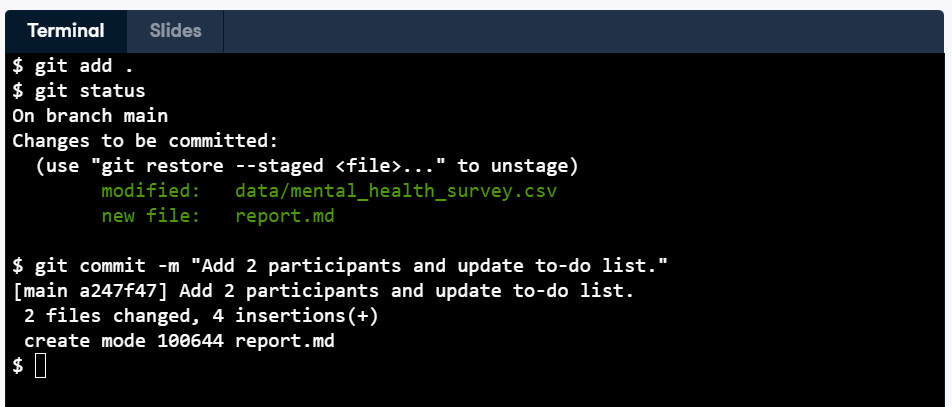 Terminal Slides
$ git add .
$ git status
On branch main
Changes to be committed:
  (use "git restore --staged <file>..." to unstage)
        modified:   data/mental_health_survey.csv
        new file:   report.md

$ git commit -m "Add 2 participants and update to-do list."
[main a247f47] Add 2 participants and update to-do list.
 2 files changed, 4 insertions(+)
 create mode 100644 report.md
$